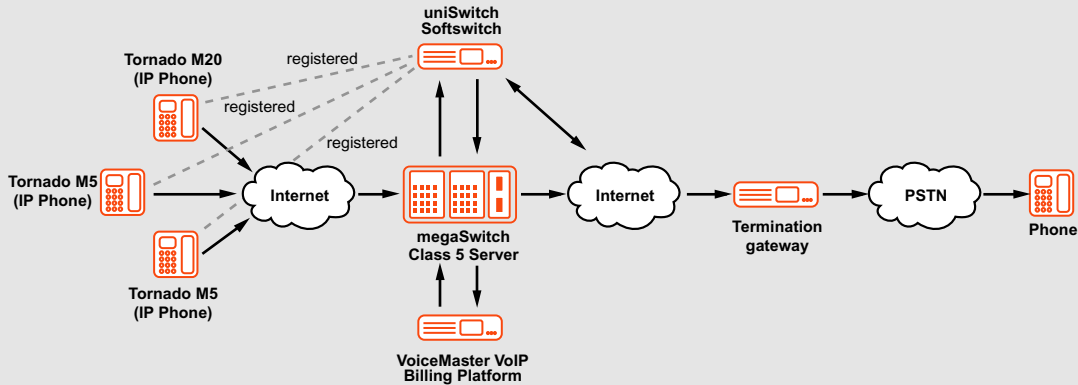 uniSwitch
Softswitch
Tornado M20
(IP Phone)
registered
registered
registered
Tornado M5
(IP Phone)
Internet
megaSwitch
Class 5 Server
Internet
Termination
gateway
PSTN
Phone
Tornado M5
(IP Phone)
VoiceMaster VoIP
Billing Platform